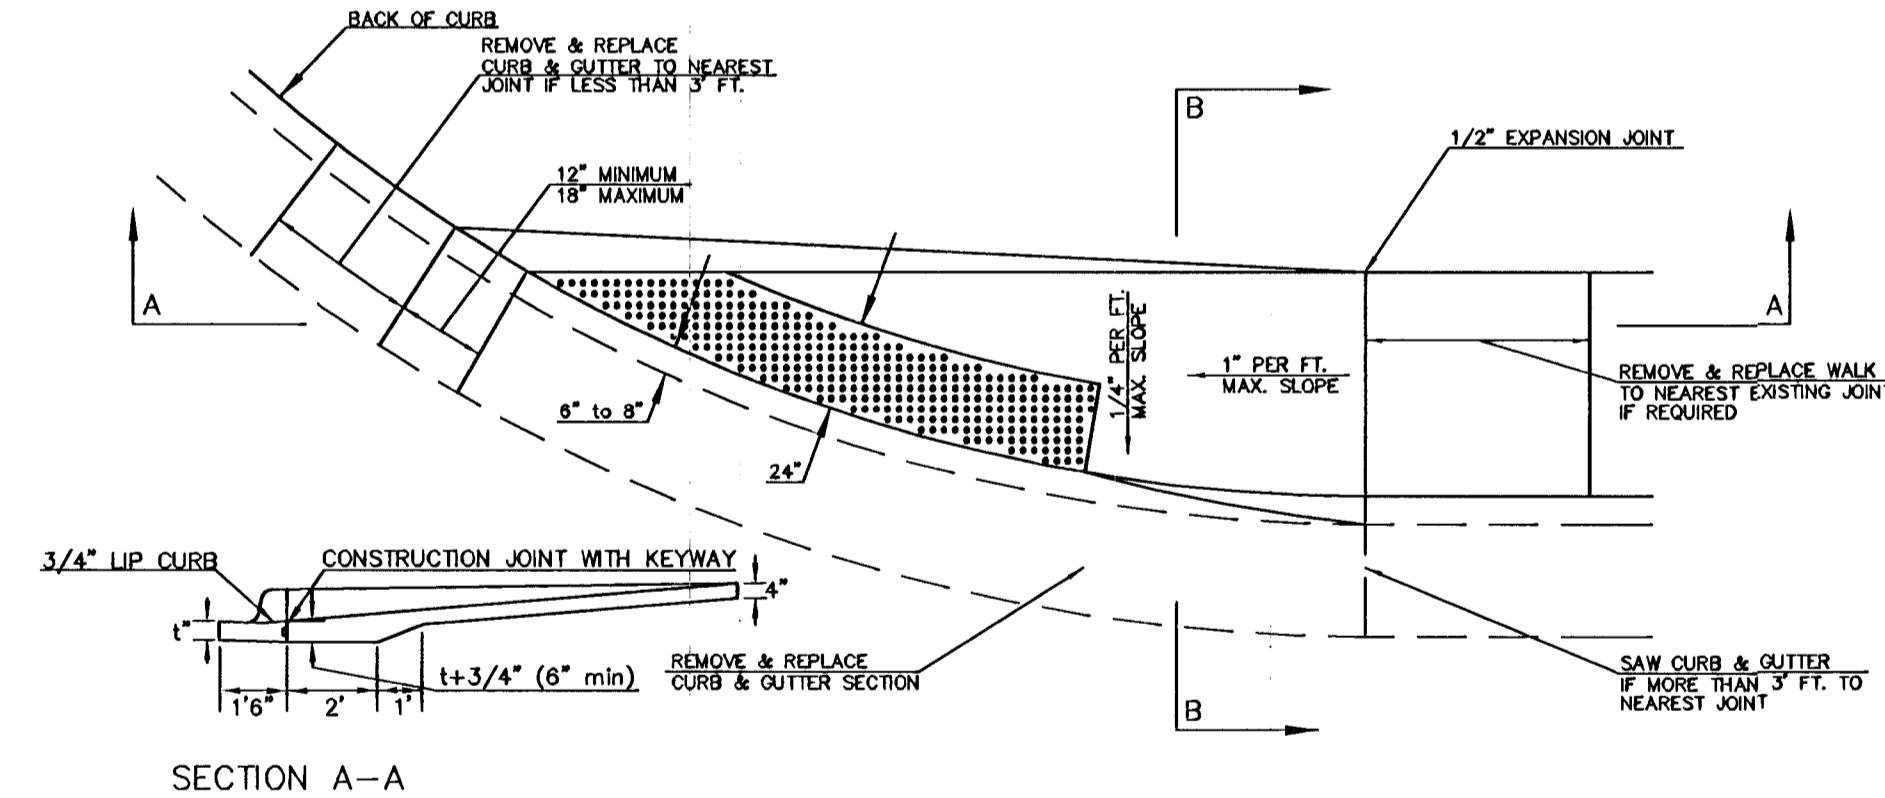 BACK OF CURB
REMOVE & REPLACE
CURB & GUTTER TO NEAREST
JOINT IF LESS THAN 3' FT.
12" MINIMUM
18" MAXIMUM
B
1/2" EXPANSION JOINT
A
A
1/4" PER FT.
MAX. SLOPE
1" PER FT.
MAX. SLOPE
REMOVE & REPLACE WALK
TO NEAREST EXISTING JOINT
IF REQUIRED
6" to 8"
24"
3/4" LIP CURB
CONSTRUCTION JOINT WITH KEYWAY
4"
t"
t+3/4" (6" min)
1'6"
2'
1'
REMOVE & REPLACE
CURB & GUTTER SECTION
SAW CURB & GUTTER
IF MORE THAN 3' FT. TO
NEAREST JOINT
B
SECTION A-A